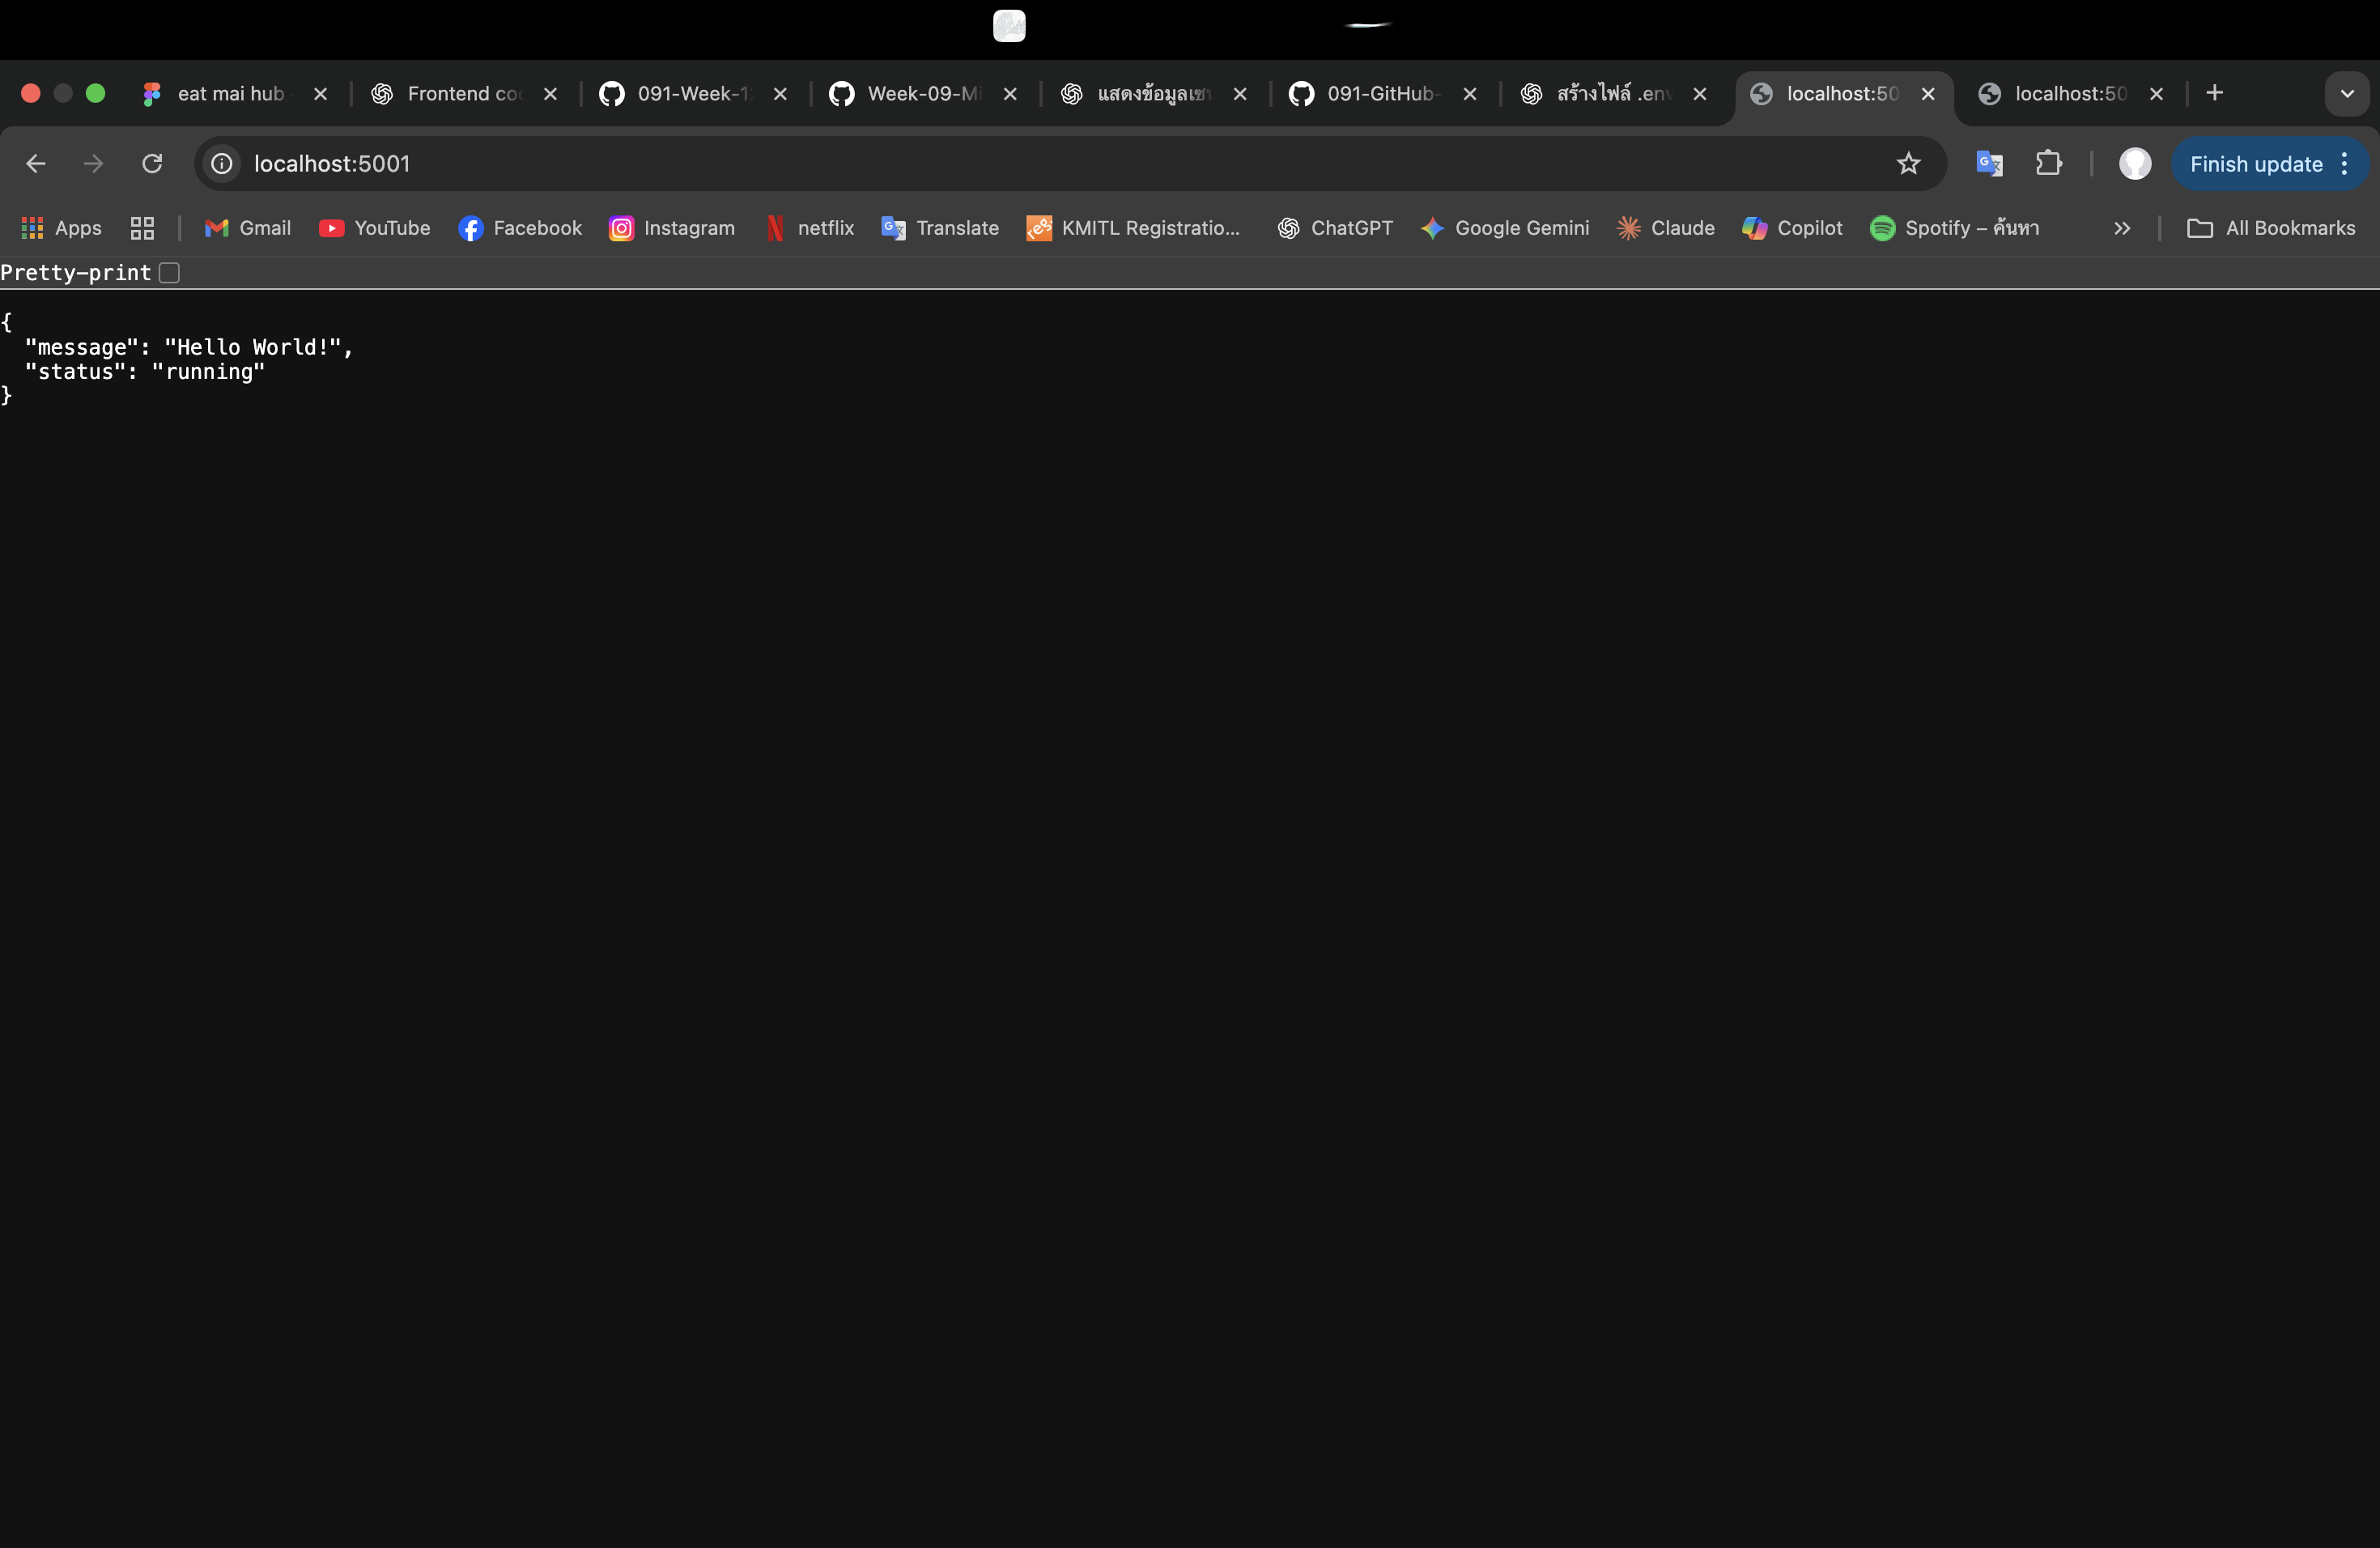 eat mai hub
Frontend co
091-Week-1
Week-09-Mi
แสดงข้อมูลเซ
091-GitHub-
สร้างไฟล์ .env
localhost:50
localhost:50
localhost:5001
Finish update
Apps
Gmail
YouTube
Facebook
Instagram
netflix
Translate
KMITL Registratio...
ChatGPT
Google Gemini
Claude
Copilot
Spotify – ค้นหา
All Bookmarks
Pretty-print
{
"message": "Hello World!",
"status": "running"
}